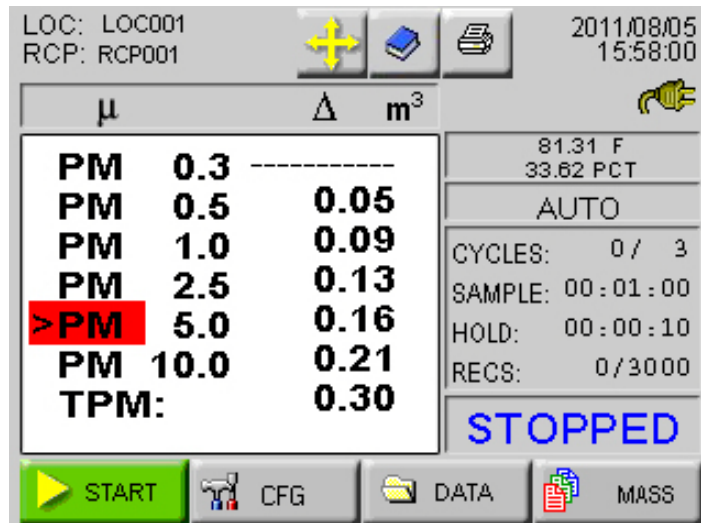 LOC: LOC001
RCP: RCP001
2011/08/05
15:58:00
µ Δ m³
81.31 F
33.62 PCT
AUTO
PM 0.3 -----------
PM 0.5 0.05
PM 1.0 0.09
PM 2.5 0.13
>PM 5.0 0.16
PM 10.0 0.21
TPM: 0.30
CYCLES: 0/ 3
SAMPLE: 00:01:00
HOLD: 00:00:10
RECS: 0/3000
STOPPED
START CFG DATA MASS